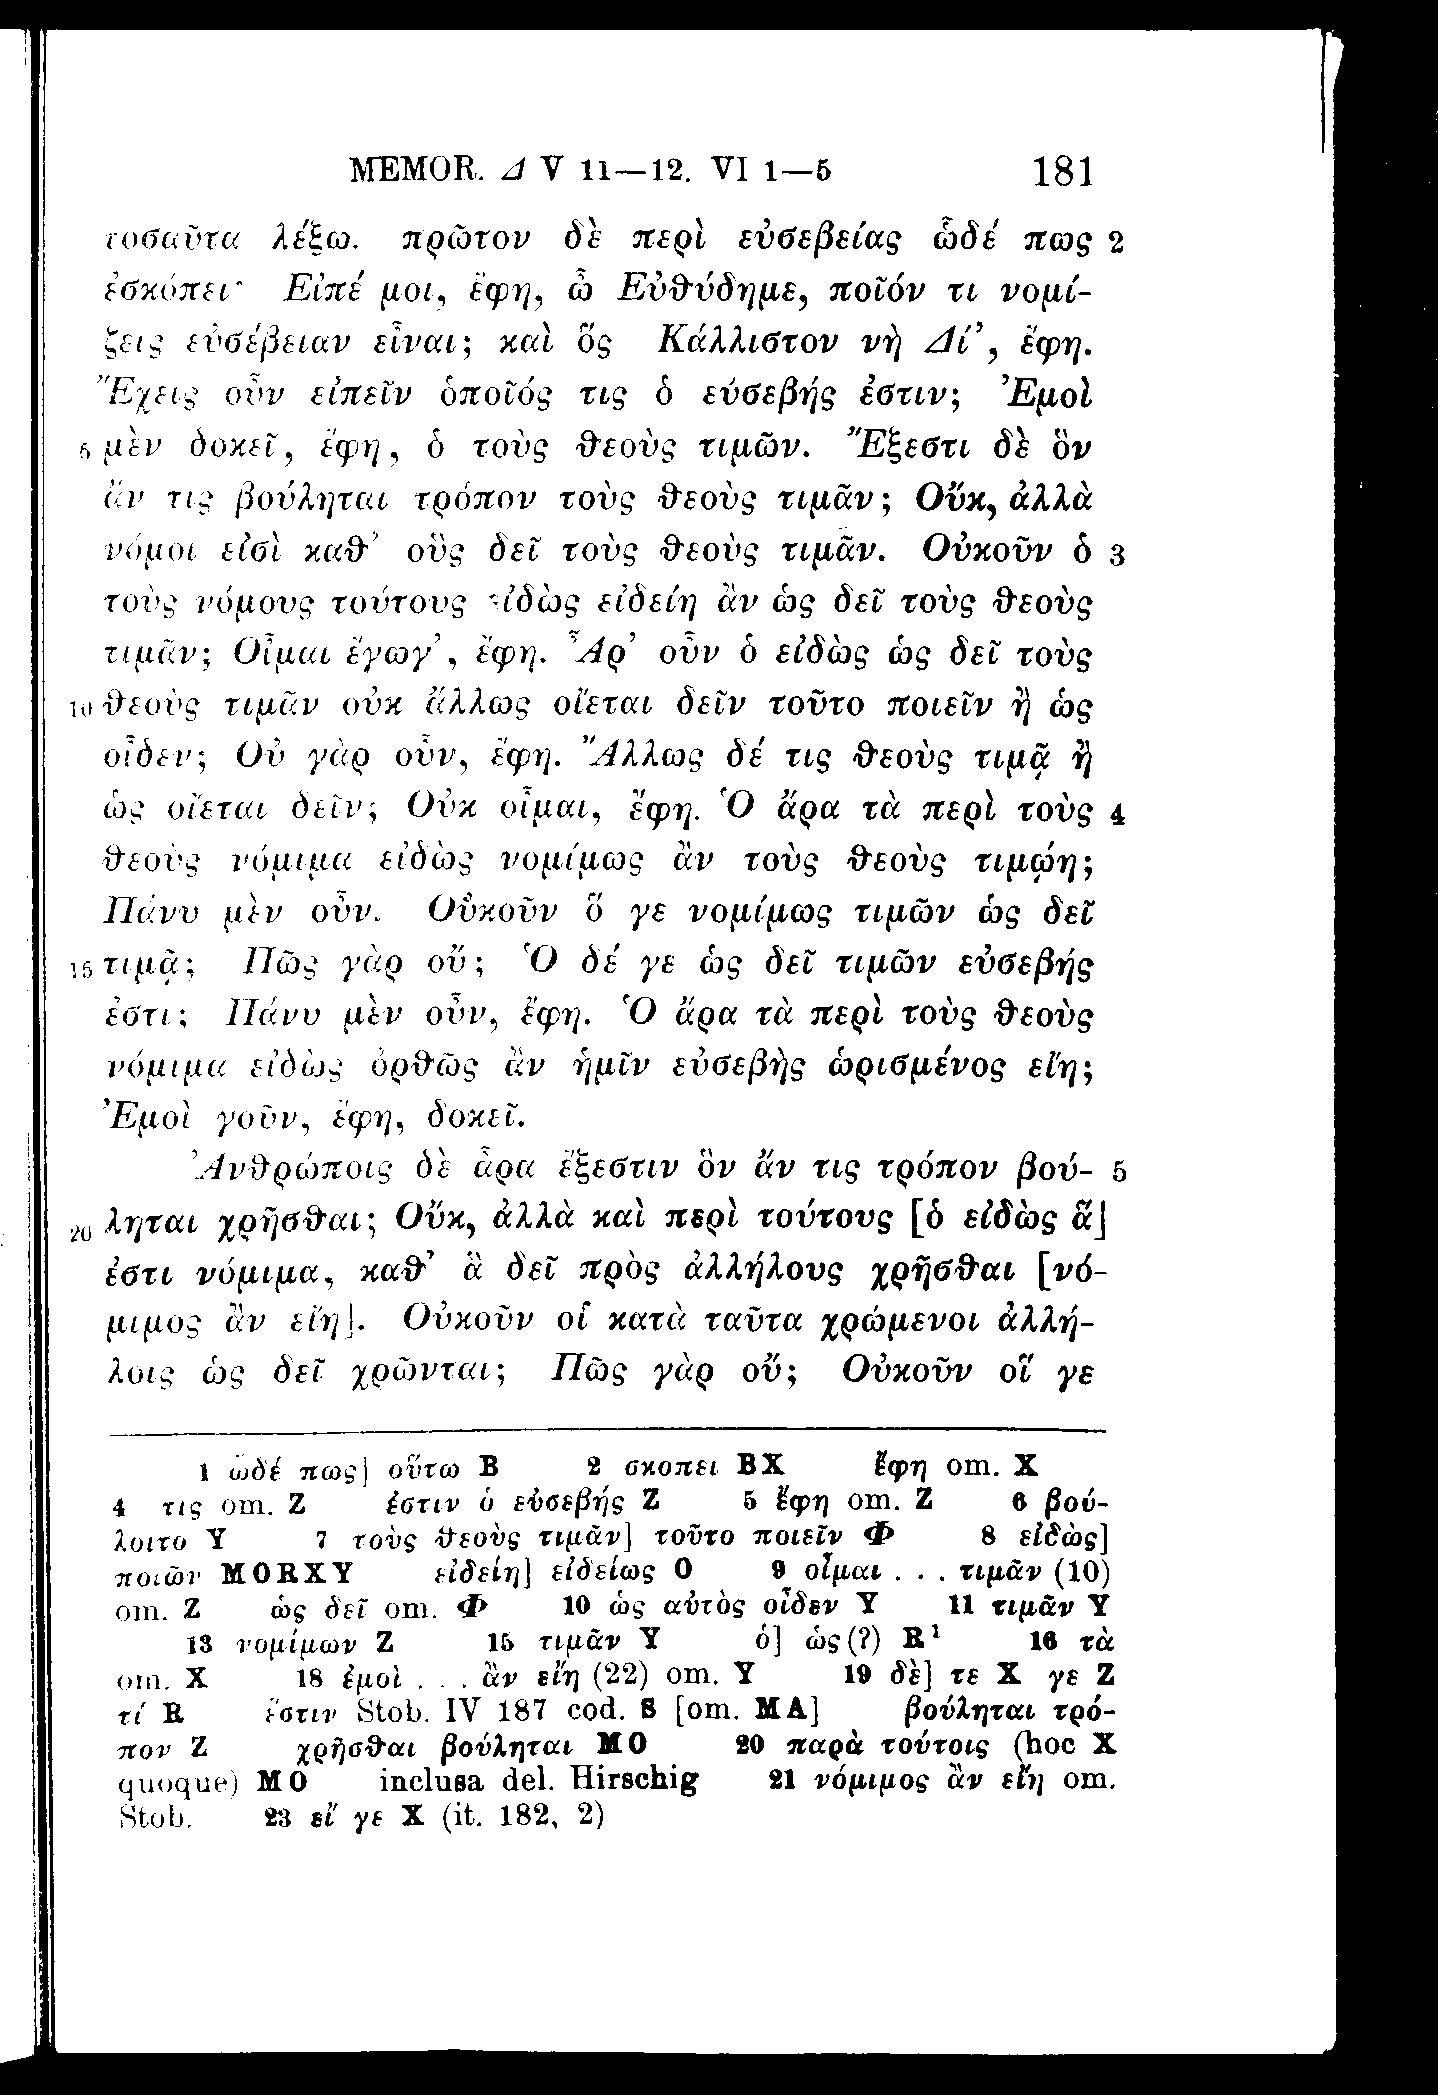 MEMOR. Δ V 11—12. VI 1—5 181
τοσαῦτα λέξω. πρῶτον δὲ περὶ εὐσεβείας ὧδέ πως 2
ἐσκόπει· Εἰπέ μοι, ἔφη, ὦ Εὐθύδημε, ποῖόν τι νομί-
ζεις εὐσέβειαν εἶναι; καὶ ὅς Κάλλιστον νὴ Δί’, ἔφη.
Ἔχεις οὖν εἰπεῖν ὁποῖός τις ὁ εὐσεβής ἐστιν; Ἐμοὶ
5 μὲν δοκεῖ, ἔφη, ὁ τοὺς θεοὺς τιμῶν. Ἔξεστι δὲ ὃν
ἄν τις βούληται τρόπον τοὺς θεοὺς τιμᾶν; Οὔκ, ἀλλὰ
νόμοι εἰσὶ καθ’ οὓς δεῖ τοὺς θεοὺς τιμᾶν. Οὐκοῦν ὁ 3
τοὺς νόμους τούτους εἰδὼς εἰδείη ἂν ὡς δεῖ τοὺς θεοὺς
τιμᾶν; Οἶμαι ἔγωγ’, ἔφη. Ἆρ’ οὖν ὁ εἰδὼς ὡς δεῖ τοὺς
10 θεοὺς τιμᾶν οὐκ ἄλλως οἴεται δεῖν τοῦτο ποιεῖν ἢ ὡς
οἶδεν; Οὐ γὰρ οὖν, ἔφη. Ἄλλως δέ τις θεοὺς τιμᾷ ἢ
ὡς οἴεται δεῖν; Οὐκ οἶμαι, ἔφη. Ὁ ἄρα τὰ περὶ τοὺς 4
θεοὺς νόμιμα εἰδὼς νομίμως ἂν τοὺς θεοὺς τιμῴη;
Πάνυ μὲν οὖν. Οὐκοῦν ὅ γε νομίμως τιμῶν ὡς δεῖ
15 τιμᾷ; Πῶς γὰρ οὔ; Ὁ δέ γε ὡς δεῖ τιμῶν εὐσεβής
ἐστι; Πάνυ μὲν οὖν, ἔφη. Ὁ ἄρα τὰ περὶ τοὺς θεοὺς
νόμιμα εἰδὼς ὀρθῶς ἂν ἡμῖν εὐσεβὴς ὡρισμένος εἴη;
Ἐμοὶ γοῦν, ἔφη, δοκεῖ.
Ἀνθρώποις δὲ ἆρα ἔξεστιν ὃν ἄν τις τρόπον βού- 5
20 ληται χρῆσθαι; Οὔκ, ἀλλὰ καὶ περὶ τούτους [ὁ εἰδὼς ἅ]
ἐστι νόμιμα, καθ’ ἃ δεῖ πρὸς ἀλλήλους χρῆσθαι [νό-
μιμος ἂν εἴη]. Οὐκοῦν οἱ κατὰ ταῦτα χρώμενοι ἀλλή-
λοις ὡς δεῖ χρῶνται; Πῶς γὰρ οὔ; Οὐκοῦν οἵ γε
1 ὧδέ πως] οὕτω B 2 σκοπει BX ἔφη om. X
4 τις om. Z ἐστιν ὁ εὐσεβής Z 5 ἔφη om. Z 6 βού-
λοιτο Y 7 τοὺς θεοὺς τιμᾶν] τοῦτο ποιεῖν Φ 8 εἰδὼς]
ποιῶν MORXY εἰδείη] εἰδείως O 9 οἶμαι . . . τιμᾶν (10)
om. Z ὡς δεῖ om. Φ 10 ὡς αὐτὸς οἶδεν Y 11 τιμᾶν Y
13 νομίμων Z 15 τιμᾶν Y ὁ] ὡς(?) R¹ 16 τὰ
om. X 18 ἐμοὶ . . . ἂν εἴη (22) om. Y 19 δὲ] τε X γε Z
τί R ἔστιν Stob. IV 187 cod. S [om. MA] βούληται τρό-
πον Z χρῆσθαι βούληται MO 20 παρὰ τούτοις (hoc X
quoque) MO inclusa del. Hirschig 21 νόμιμος ἂν εἴη om.
Stob. 23 εἴ γε X (it. 182, 2)